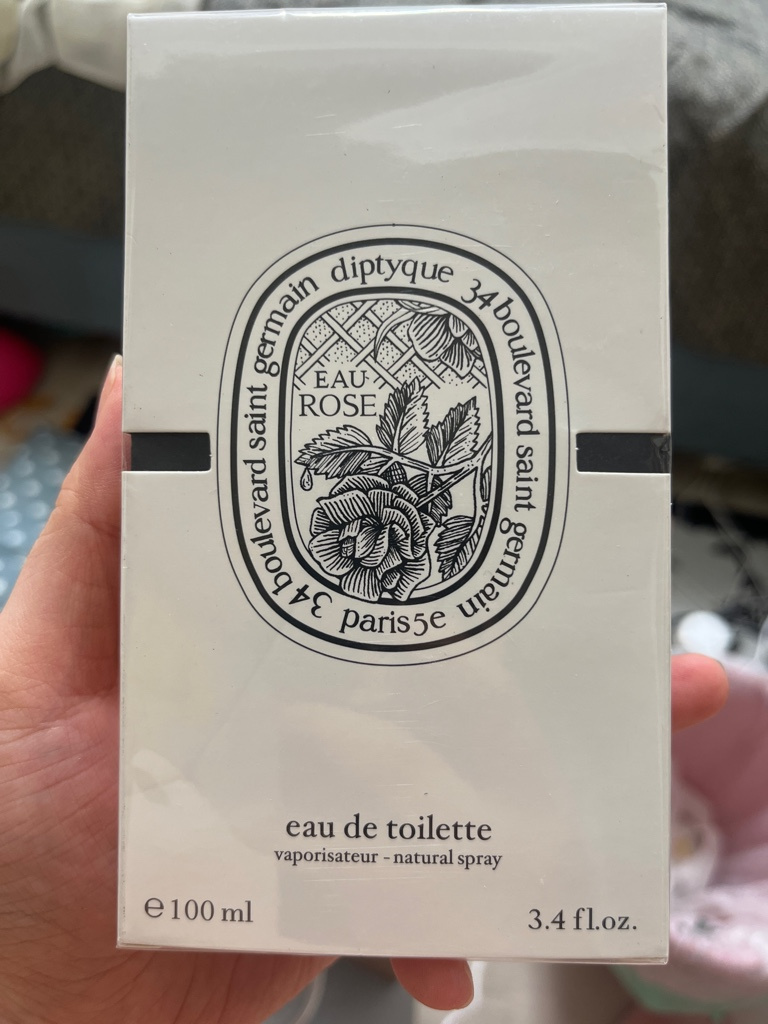 diptyque 34 boulevard saint germain paris5e 34 boulevard saint germain
EAU
ROSE
eau de toilette
vaporisateur - natural spray
℮ 100 ml
3.4 fl.oz.